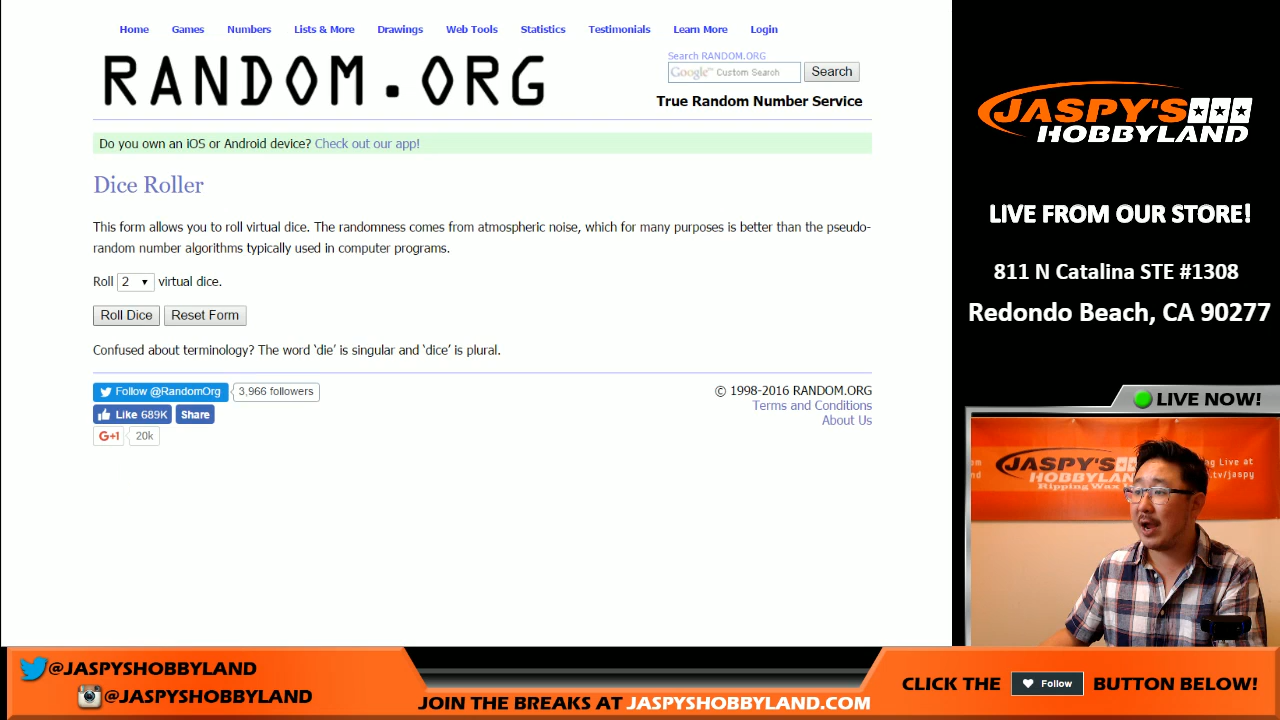 Home Games Numbers Lists & More Drawings Web Tools Statistics Testimonials Learn More Login
RANDOM.ORG
Search RANDOM.ORG
Google™ Custom Search Search
True Random Number Service
Do you own an iOS or Android device? Check out our app!
Dice Roller
This form allows you to roll virtual dice. The randomness comes from atmospheric noise, which for many purposes is better than the pseudo-
random number algorithms typically used in computer programs.
Roll 2 virtual dice.
Roll Dice Reset Form
Confused about terminology? The word ‘die’ is singular and ‘dice’ is plural.
Follow @RandomOrg 3,966 followers
Like 689K Share
G+1 20k
© 1998-2016 RANDOM.ORG
Terms and Conditions
About Us
JASPY'S
HOBBYLAND
LIVE FROM OUR STORE!
811 N Catalina STE #1308
Redondo Beach, CA 90277
LIVE NOW!
JASPY'S
HOBBYLAND
Ripping Wax
ng Live at
.tv/jaspy
@JASPYSHOBBYLAND
@JASPYSHOBBYLAND
JOIN THE BREAKS AT JASPYSHOBBYLAND.COM
CLICK THE Follow BUTTON BELOW!